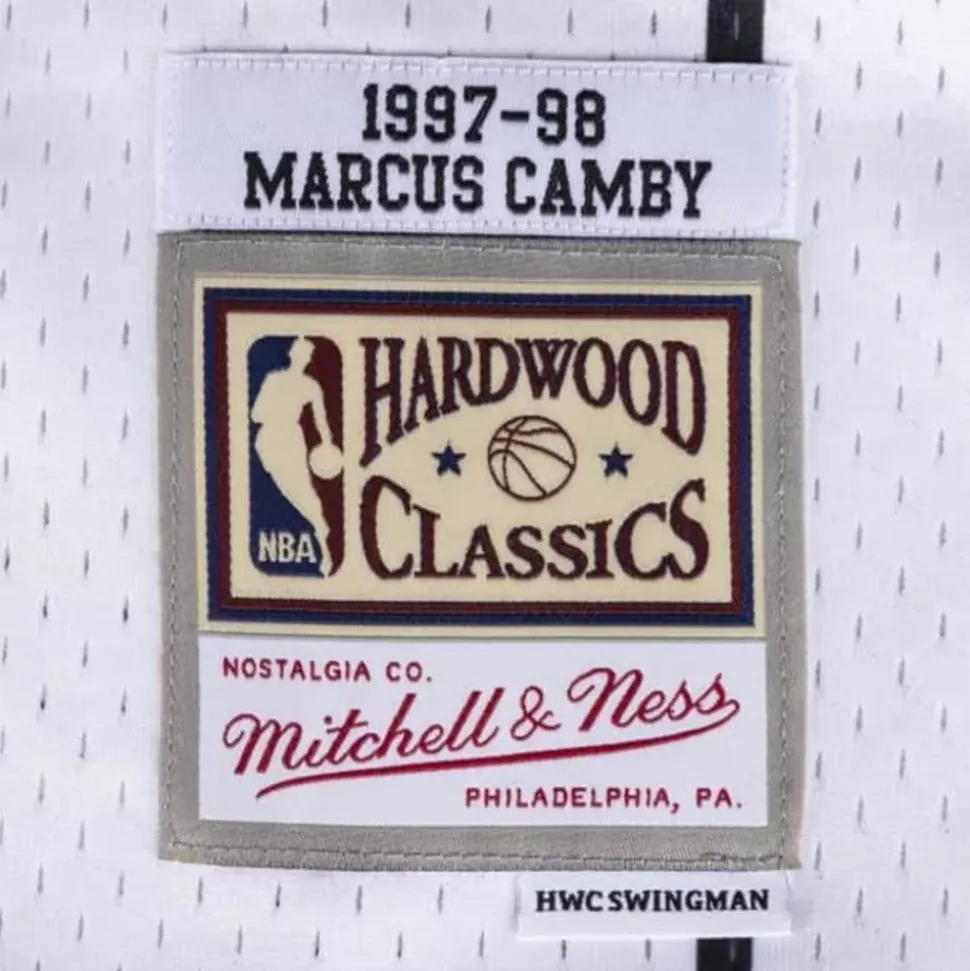 1997-98
MARCUS CAMBY
HARDWOOD
CLASSICS
NBA
NOSTALGIA CO.
Mitchell & Ness
PHILADELPHIA, PA.
HWC SWINGMAN